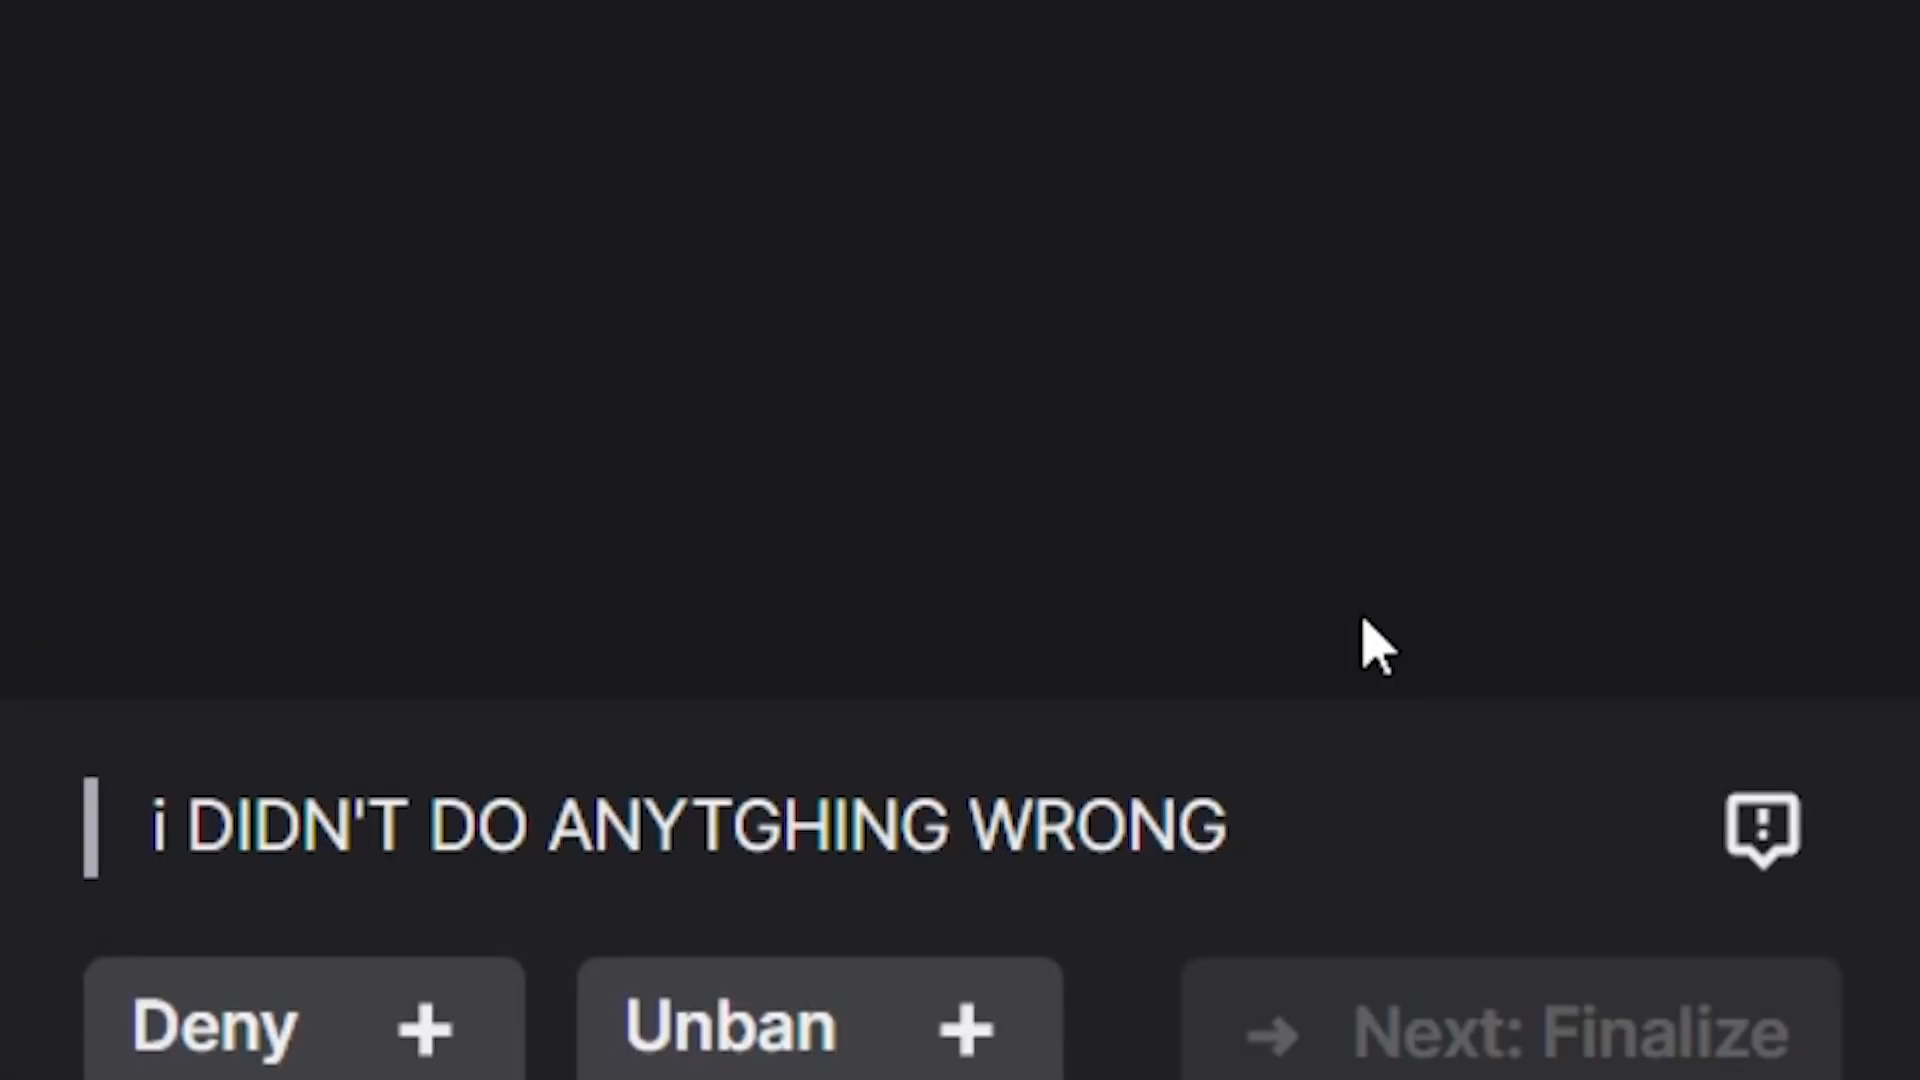 i DIDN'T DO ANYTGHING WRONG
Deny + Unban + → Next: Finalize